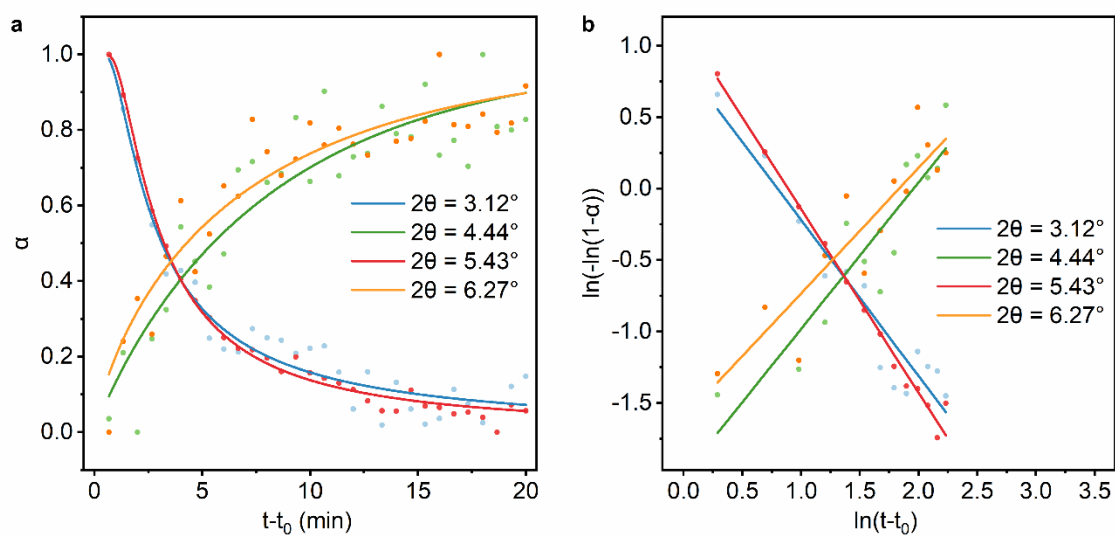 a
1.0
0.8
0.6
0.4
0.2
0.0
α
0
5
10
15
20
t-t₀ (min)
2θ = 3.12°
2θ = 4.44°
2θ = 5.43°
2θ = 6.27°
b
1.0
0.5
0.0
-0.5
-1.0
-1.5
ln(-ln(1-α))
0.0
0.5
1.0
1.5
2.0
2.5
3.0
3.5
ln(t-t₀)
2θ = 3.12°
2θ = 4.44°
2θ = 5.43°
2θ = 6.27°